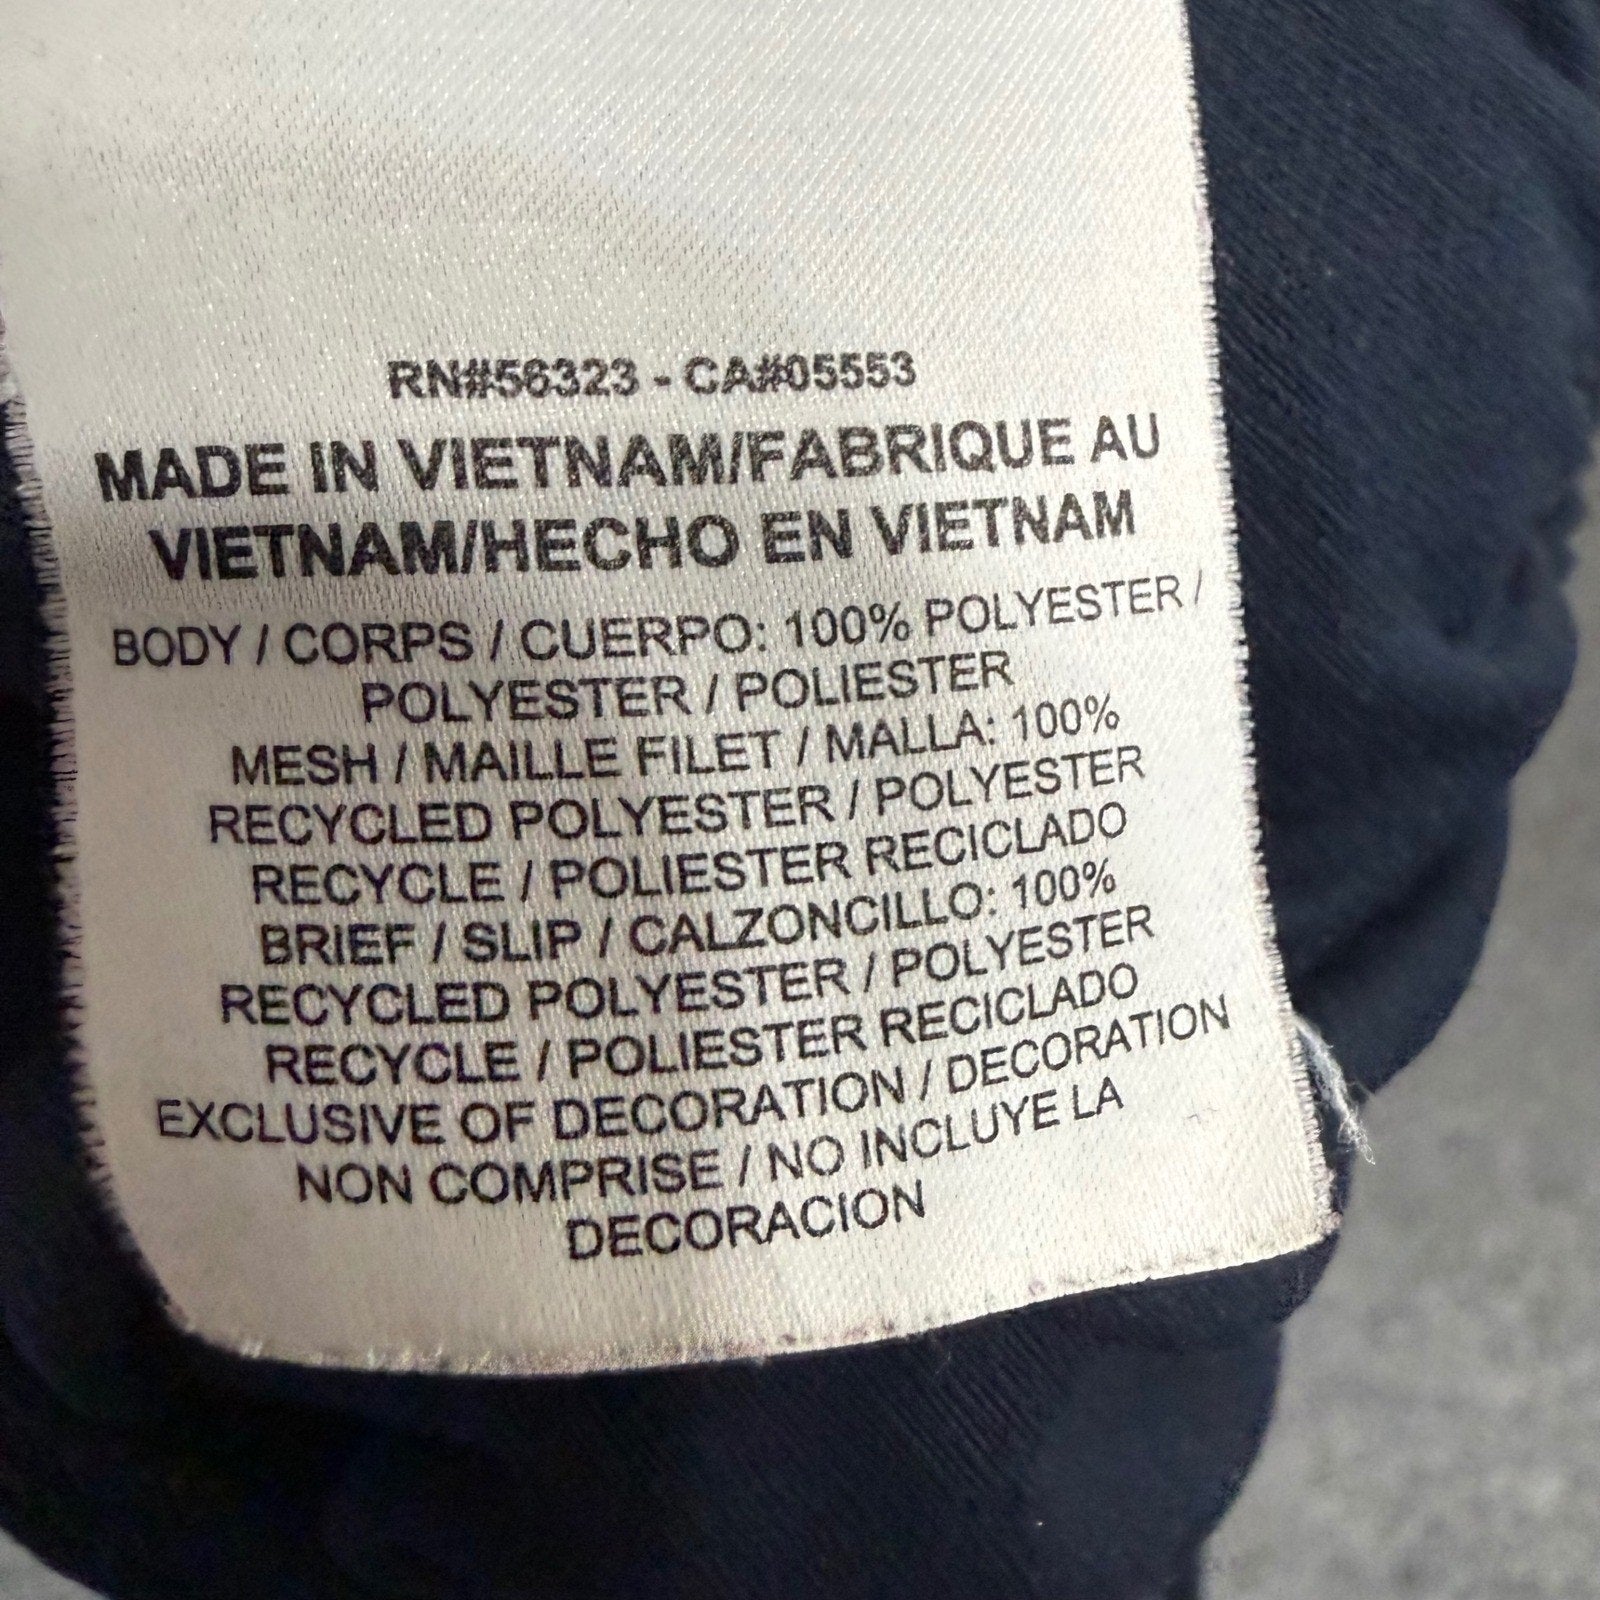 RN#56323 - CA#05553
MADE IN VIETNAM/FABRIQUE AU
VIETNAM/HECHO EN VIETNAM
BODY / CORPS / CUERPO: 100% POLYESTER /
POLYESTER / POLIESTER
MESH / MAILLE FILET / MALLA: 100%
RECYCLED POLYESTER / POLYESTER
RECYCLE / POLIESTER RECICLADO
BRIEF / SLIP / CALZONCILLO: 100%
RECYCLED POLYESTER / POLYESTER
RECYCLE / POLIESTER RECICLADO
EXCLUSIVE OF DECORATION / DECORATION
NON COMPRISE / NO INCLUYE LA
DECORACION